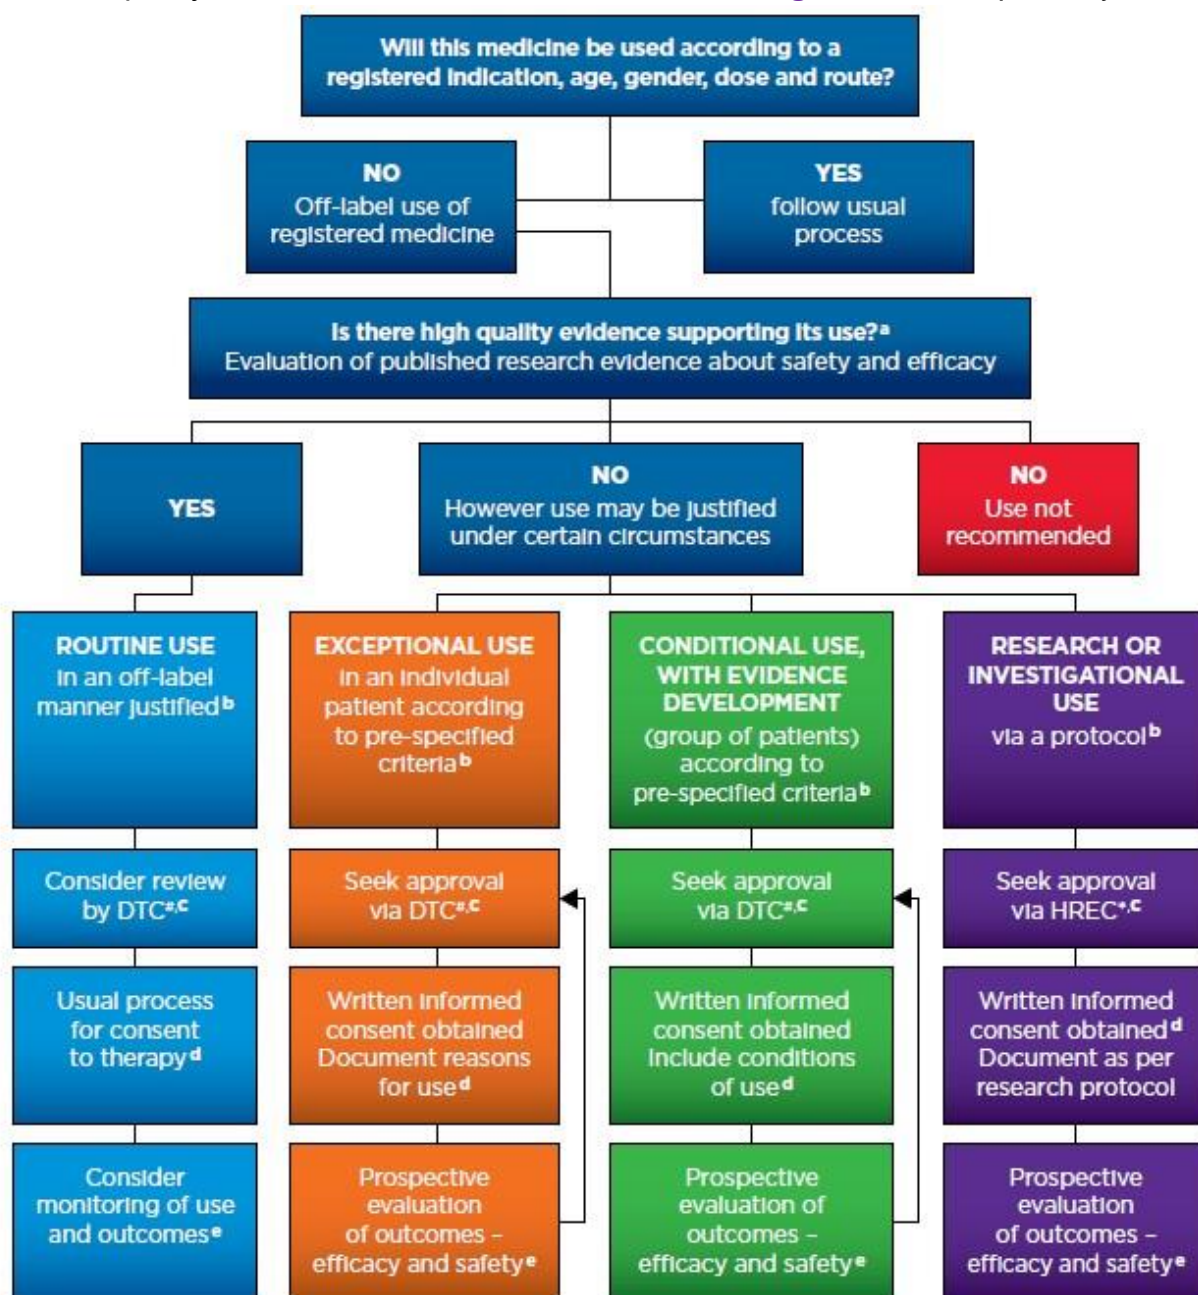 Will this medicine be used according to a
registered indication, age, gender, dose and route?
NO
Off-label use of
registered medicine
YES
follow usual
process
Is there high quality evidence supporting its use?ᵃ
Evaluation of published research evidence about safety and efficacy
YES
NO
However use may be justified
under certain circumstances
NO
Use not
recommended
ROUTINE USE
in an off-label
manner justifiedᵇ
Consider review
by DTC#,c
Usual process
for consent
to therapyᵈ
Consider
monitoring of use
and outcomesᵉ
EXCEPTIONAL USE
in an individual
patient according
to pre-specified
criteriaᵇ
Seek approval
via DTC#,c
Written informed
consent obtained
Document reasons
for useᵈ
Prospective
evaluation
of outcomes –
efficacy and safetyᵉ
CONDITIONAL USE,
WITH EVIDENCE
DEVELOPMENT
(group of patients)
according to
pre-specified criteriaᵇ
Seek approval
via DTC#,c
Written informed
consent obtained
Include conditions
of useᵈ
Prospective
evaluation of
outcomes –
efficacy and safetyᵉ
RESEARCH OR
INVESTIGATIONAL
USE
via a protocolᵇ
Seek approval
via HREC*,c
Written informed
consent obtainedᵈ
Document as per
research protocol
Prospective
evaluation
of outcomes –
efficacy and safetyᵉ